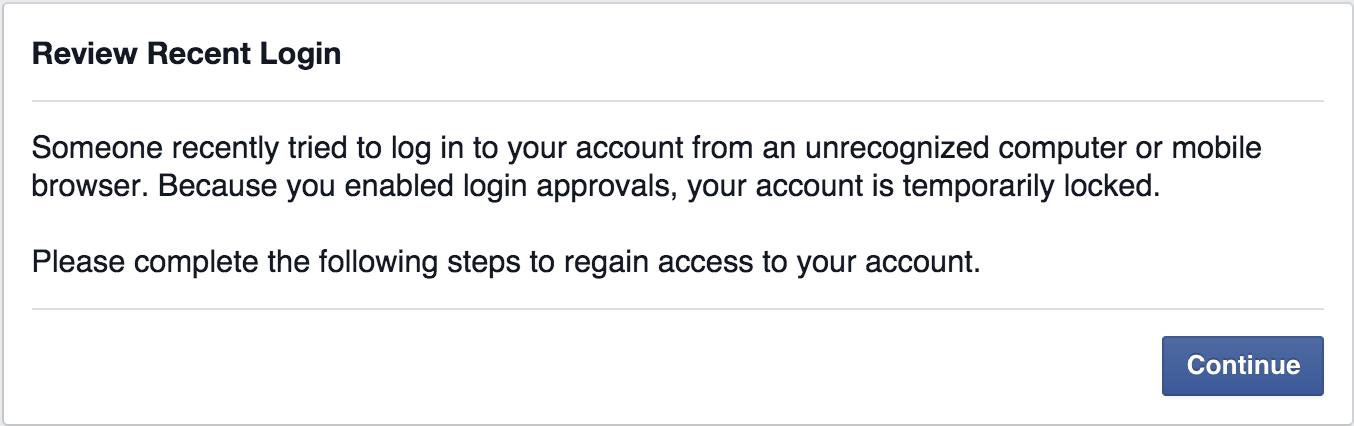 Review Recent Login
Someone recently tried to log in to your account from an unrecognized computer or mobile
browser. Because you enabled login approvals, your account is temporarily locked.
Please complete the following steps to regain access to your account.
Continue